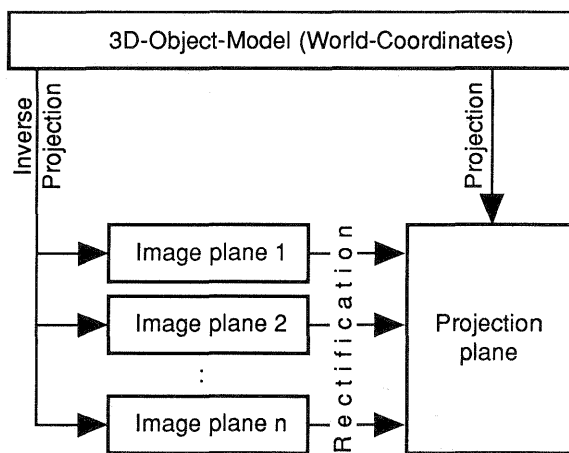 3D-Object-Model (World-Coordinates)
Inverse
Projection
Projection
Image plane 1
Image plane 2
:
Image plane n
Rectification
Projection
plane